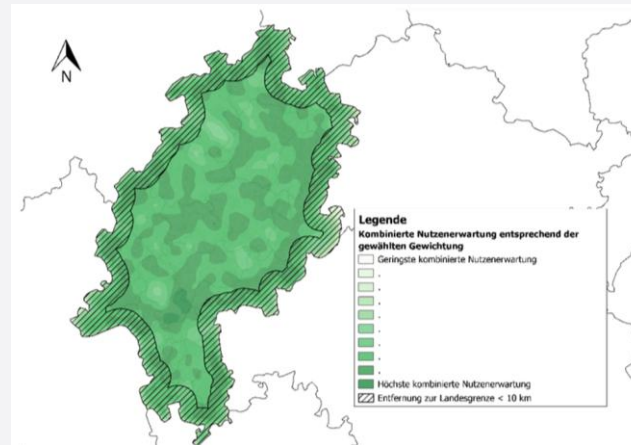 N
Legende
Kombinierte Nutzenerwartung entsprechend der
gewählten Gewichtung
Geringste kombinierte Nutzenerwartung
.
.
.
.
.
.
.
.
Höchste kombinierte Nutzenerwartung
Entfernung zur Landesgrenze < 10 km